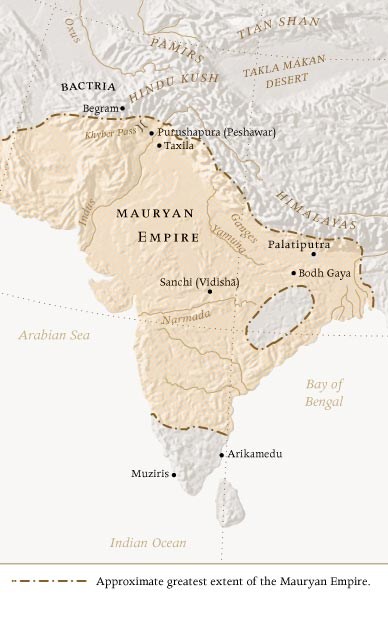 TIAN SHAN
Oxus
PAMIRS
TAKLA MAKAN
DESERT
BACTRIA
HINDU KUSH
Begram
Khyber Pass
Purushapura (Peshawar)
Taxila
HIMALAYAS
Indus
MAURYAN
EMPIRE
Ganges
Yamuna
Palatiputra
Bodh Gaya
Sanchi (Vidisha)
Narmada
Arabian Sea
Bay of
Bengal
Arikamedu
Muziris
Indian Ocean
Approximate greatest extent of the Mauryan Empire.